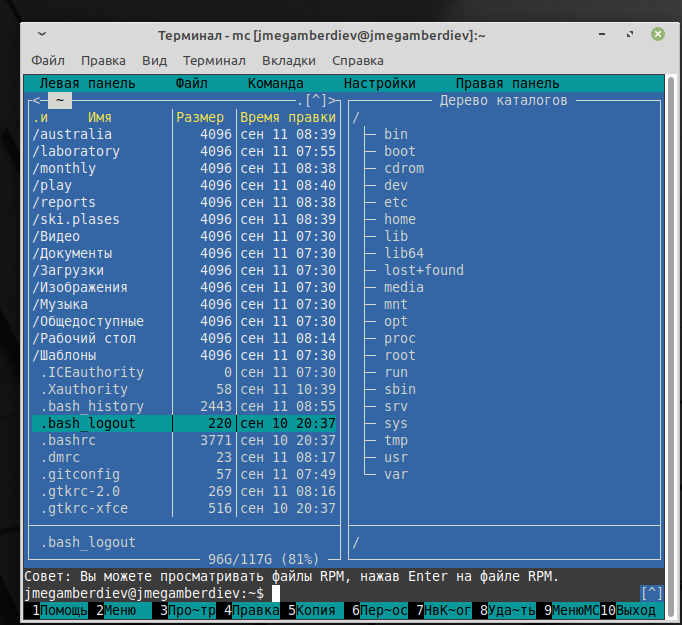 Терминал - mc [jmegamberdiev@jmegamberdiev]:~
Файл Правка Вид Терминал Вкладки Справка
Левая панель Файл Команда Настройки Правая панель
<- ~ .[^]> Дерево каталогов
.и Имя Размер Время правки /
/australia 4096 сен 11 08:39 bin
/laboratory 4096 сен 11 07:55 boot
/monthly 4096 сен 11 08:38 cdrom
/play 4096 сен 11 08:40 dev
/reports 4096 сен 11 08:38 etc
/ski.plases 4096 сен 11 08:39 home
/Видео 4096 сен 11 07:30 lib
/Документы 4096 сен 11 07:30 lib64
/Загрузки 4096 сен 11 07:30 lost+found
/Изображения 4096 сен 11 07:30 media
/Музыка 4096 сен 11 07:30 mnt
/Общедоступные 4096 сен 11 07:30 opt
/Рабочий стол 4096 сен 11 08:14 proc
/Шаблоны 4096 сен 11 07:30 root
.ICEauthority 0 сен 11 07:30 run
.Xauthority 58 сен 11 10:39 sbin
.bash_history 2443 сен 11 08:55 srv
.bash_logout 220 сен 10 20:37 sys
.bashrc 3771 сен 10 20:37 tmp
.dmrc 23 сен 11 08:17 usr
.gitconfig 57 сен 11 07:49 var
.gtkrc-2.0 269 сен 11 08:16
.gtkrc-xfce 516 сен 10 20:37
.bash_logout /
96G/117G (81%)
Совет: Вы можете просматривать файлы RPM, нажав Enter на файле RPM.
jmegamberdiev@jmegamberdiev:~$ [^]
1Помощь 2Меню 3Про~тр 4Правка 5Копия 6Пер~ос 7НвК~ог 8Уда~ть 9МенюMC 10Выход